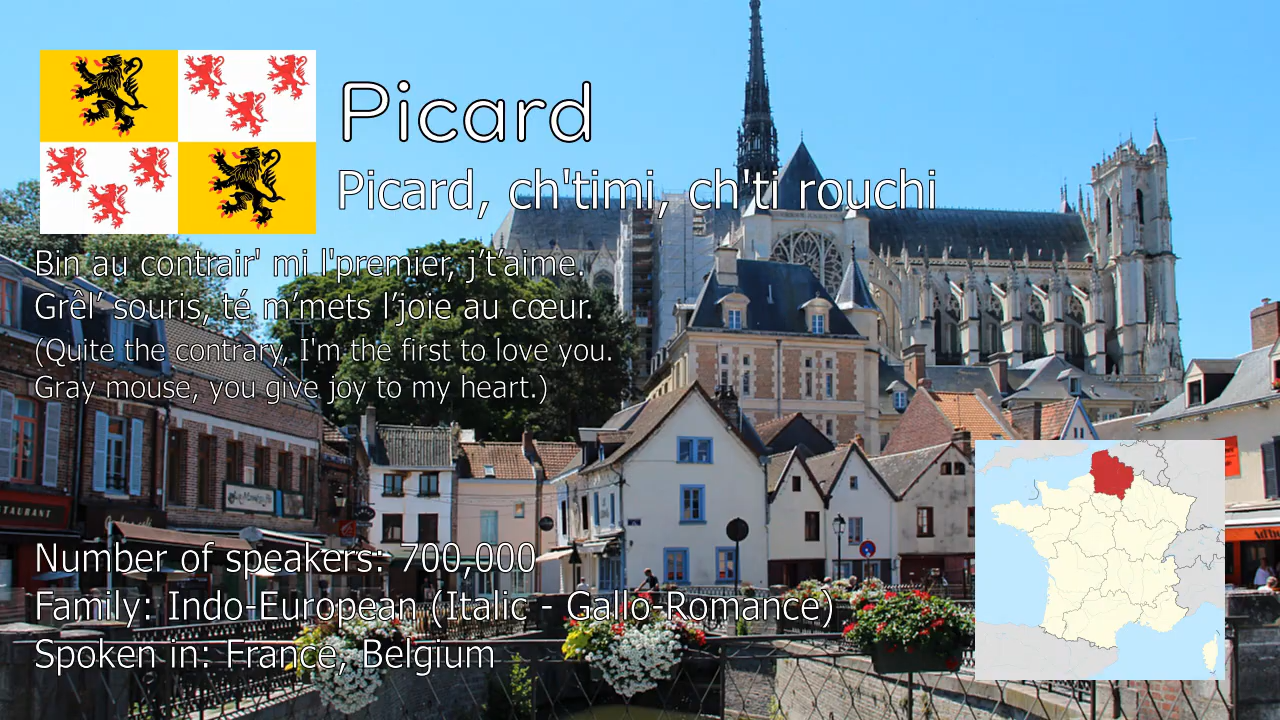 Picard
Picard, ch'timi, ch'ti rouchi
Bin au contrair' mi l'premier, j’t’aime.
Grêl’ souris, té m’mets l’joie au cœur.
(Quite the contrary, I'm the first to love you.
Gray mouse, you give joy to my heart.)
Number of speakers: 700,000
Family: Indo-European (Italic - Gallo-Romance)
Spoken in: France, Belgium